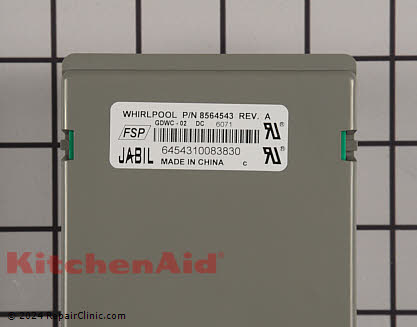 WHIRLPOOL P/N 8564543 REV. A
GDWC - 02 DC 6071
FSP
JABIL
6454310083830
MADE IN CHINA c
KitchenAid
© 2024 RepairClinic.com